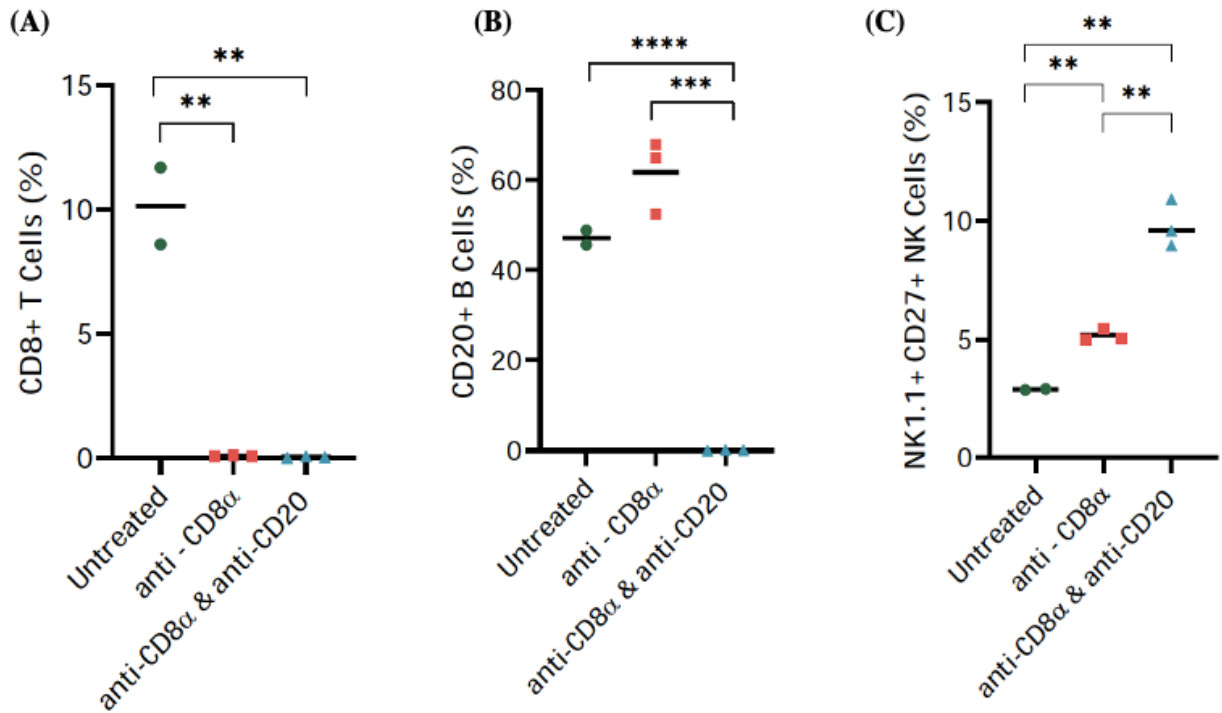 (A)
**
**
15
10
5
0
CD8+ T Cells (%)
Untreated
anti - CD8α
anti-CD8α & anti-CD20
(B)
****
***
80
60
40
20
0
CD20+ B Cells (%)
Untreated
anti - CD8α
anti-CD8α & anti-CD20
(C)
**
**
**
15
10
5
0
NK1.1+ CD27+ NK Cells (%)
Untreated
anti - CD8α
anti-CD8α & anti-CD20